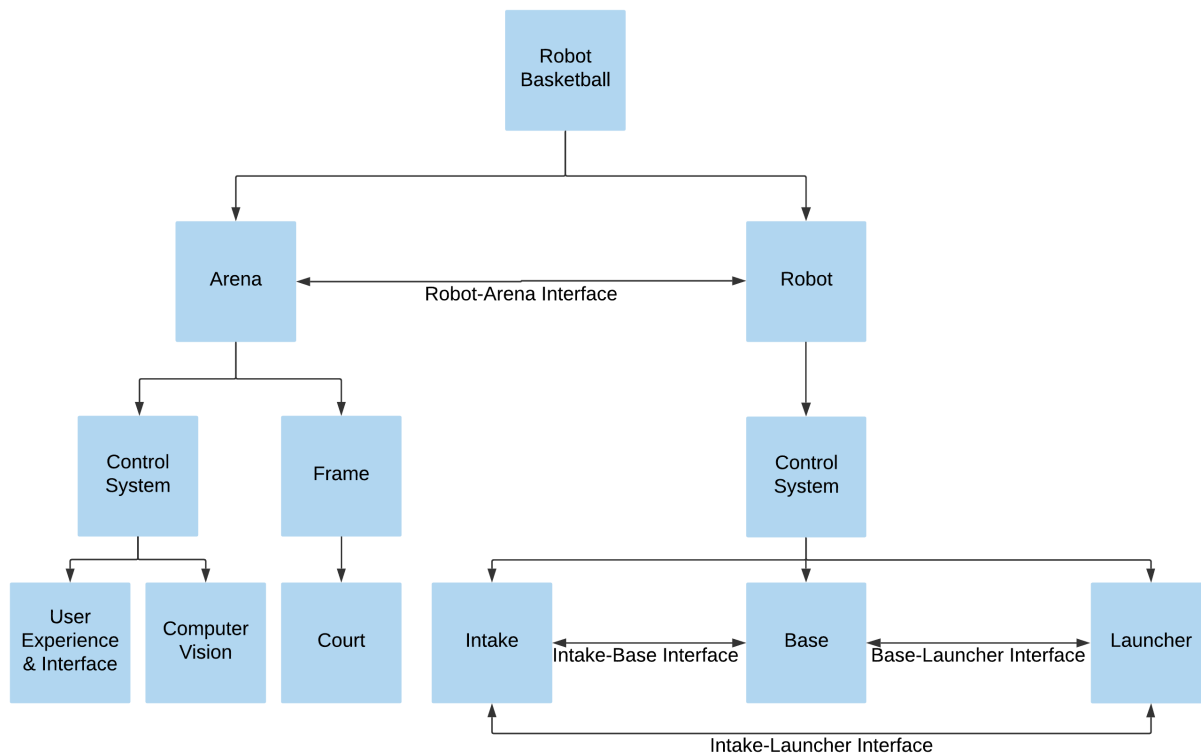 Robot
Basketball
Arena
Robot
Robot-Arena Interface
Control
System
Frame
Control
System
User
Experience
& Interface
Computer
Vision
Court
Intake
Base
Launcher
Intake-Base Interface
Base-Launcher Interface
Intake-Launcher Interface